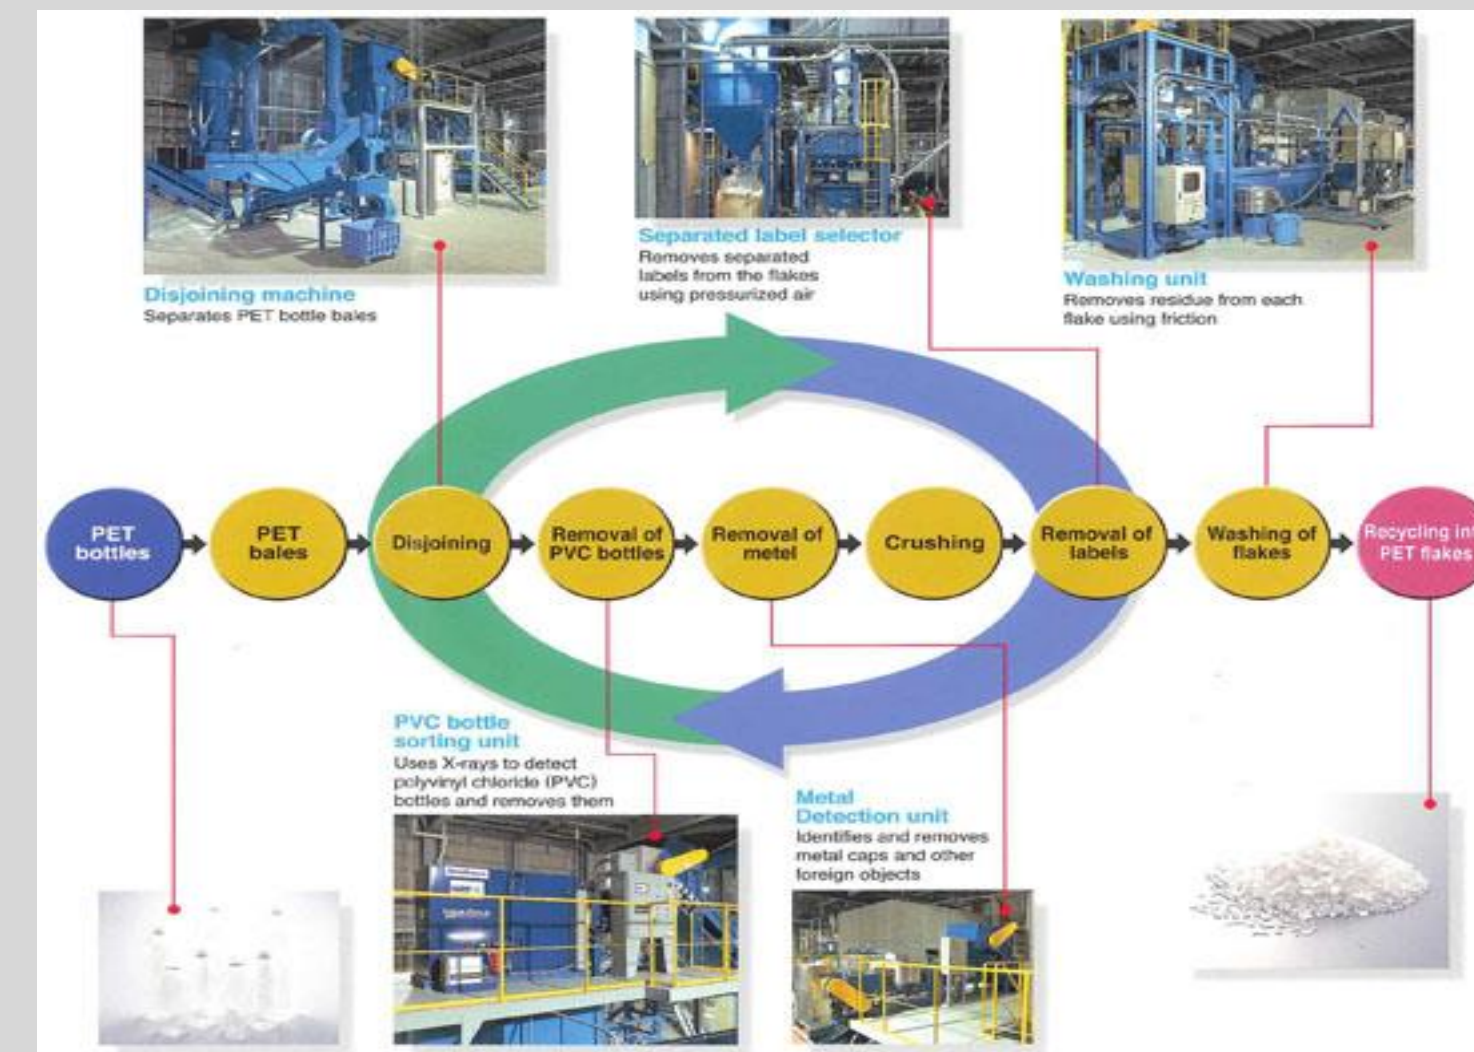 Disjoining machine
Separates PET bottle bales
Separated label selector
Removes separated
labels from the flakes
using pressurized air
Washing unit
Removes residue from each
flake using friction
PET
bottles
PET
bales
Disjoining
Removal of
PVC bottles
Removal of
metel
Crushing
Removal of
labels
Washing of
flakes
Recycling int
PET flakes
PVC bottle
sorting unit
Uses X-rays to detect
polyvinyl chloride (PVC)
bottles and removes them
Metal
Detection unit
Identifies and removes
metal caps and other
foreign objects